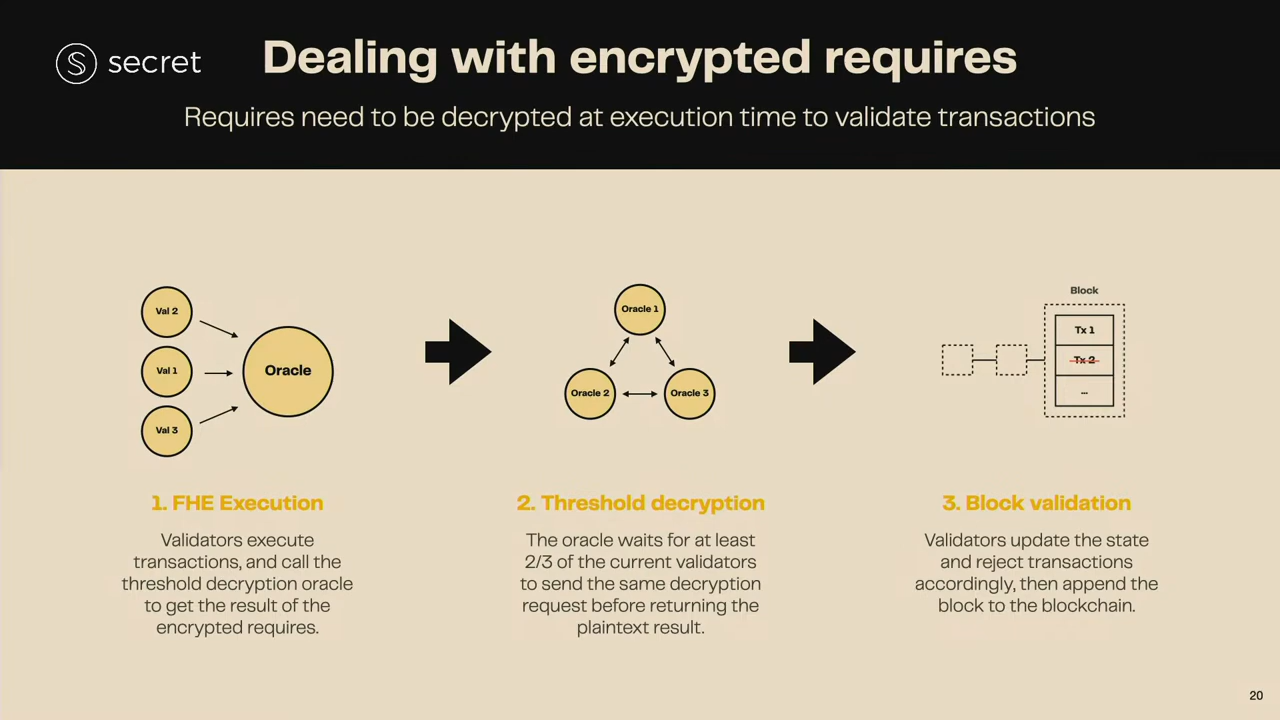 secret
Dealing with encrypted requires
Requires need to be decrypted at execution time to validate transactions
Val 2
Val 1
Val 3
Oracle
Oracle 1
Oracle 2
Oracle 3
Block
Tx 1
Tx 2
...
1. FHE Execution
Validators execute
transactions, and call the
threshold decryption oracle
to get the result of the
encrypted requires.
2. Threshold decryption
The oracle waits for at least
2/3 of the current validators
to send the same decryption
request before returning the
plaintext result.
3. Block validation
Validators update the state
and reject transactions
accordingly, then append the
block to the blockchain.
20